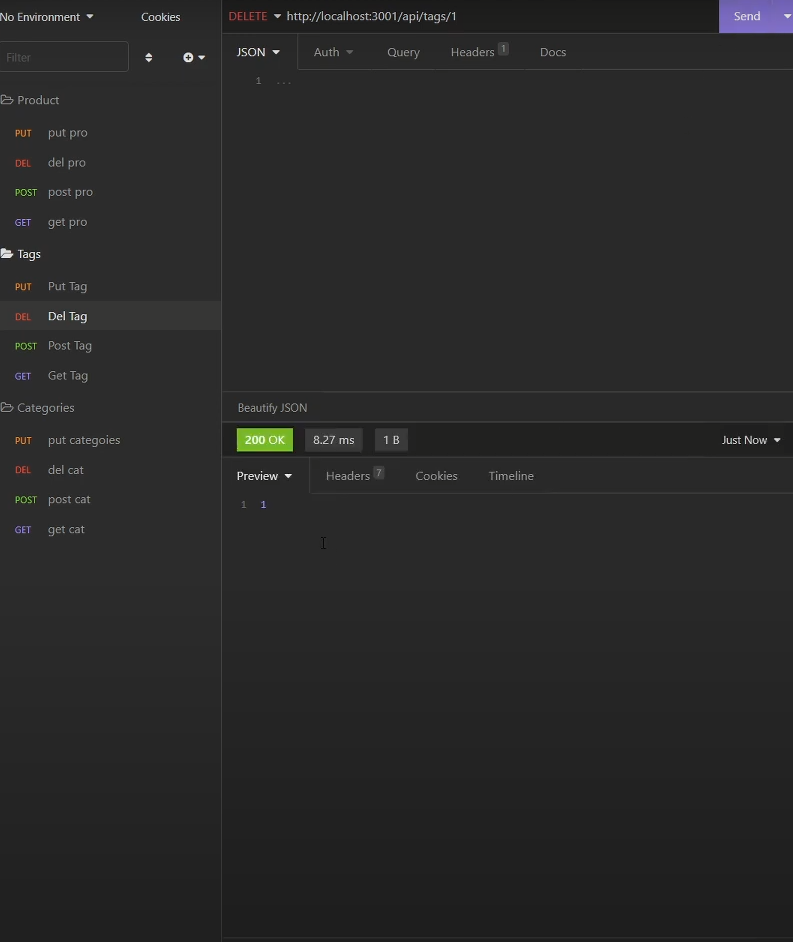 No Environment
Cookies
Filter
Product
PUT put pro
DEL del pro
POST post pro
GET get pro
Tags
PUT Put Tag
DEL Del Tag
POST Post Tag
GET Get Tag
Categories
PUT put categoies
DEL del cat
POST post cat
GET get cat
DELETE http://localhost:3001/api/tags/1
Send
JSON Auth Query Headers 1 Docs
1 ...
Beautify JSON
200 OK 8.27 ms 1 B Just Now
Preview Headers 7 Cookies Timeline
1 1